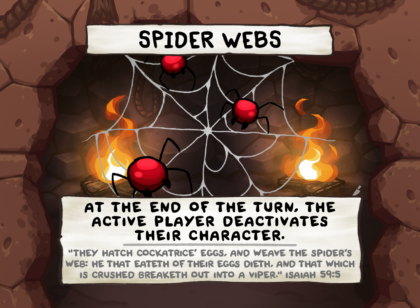 SPIDER WEBS
AT THE END OF THE TURN, THE
ACTIVE PLAYER DEACTIVATES
THEIR CHARACTER.
"THEY HATCH COCKATRICE' EGGS, AND WEAVE THE SPIDER'S
WEB: HE THAT EATETH OF THEIR EGGS DIETH, AND THAT WHICH
IS CRUSHED BREAKETH OUT INTO A VIPER." ISAIAH 59:5